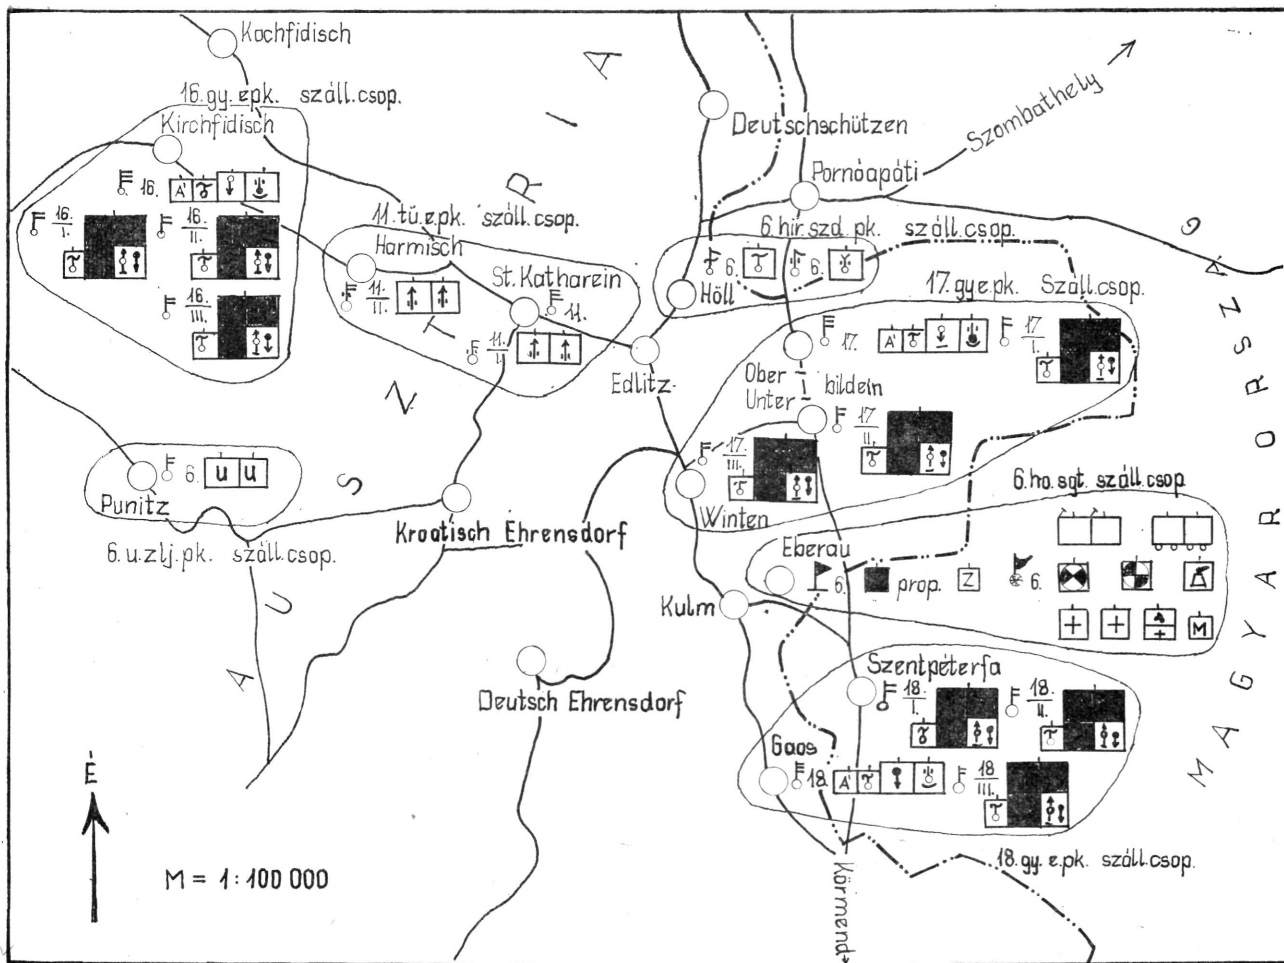 Kochfidisch
16.gy.epk. száll.csop.
Kirchfidisch
16.
A
16.
I.
16.
II.
16.
III.
11.tü.epk. száll.csop.
Harmisch
11.
II.
St.Katharein
11.
11.
I.
Deutschschützen
Szombathely
Pornóapáti
6.hir.szd.pk. száll.csop.
6.
6.
Höll
Edlitz
17.gy.e.pk. Száll.csop.
17.
A
17.
I.
Ober
Unter
bildein
17.
II.
17.
III.
Winten
Punitz
6.
u u
6.u.zlj.pk. száll.csop.
Kroatisch Ehrensdorf
6.ho.sgt. száll.csop
Eberau
6.
prop.
Z
6.
M
Kulm
Deutsch Ehrensdorf
Szentpéterfa
18.
I.
18.
II.
Gaas
18.
A
18
III.
18.gy.e.pk. száll.csop.
Körmend
AUSZTRIA
MAGYARORSZÁG
É
M = 1:100 000